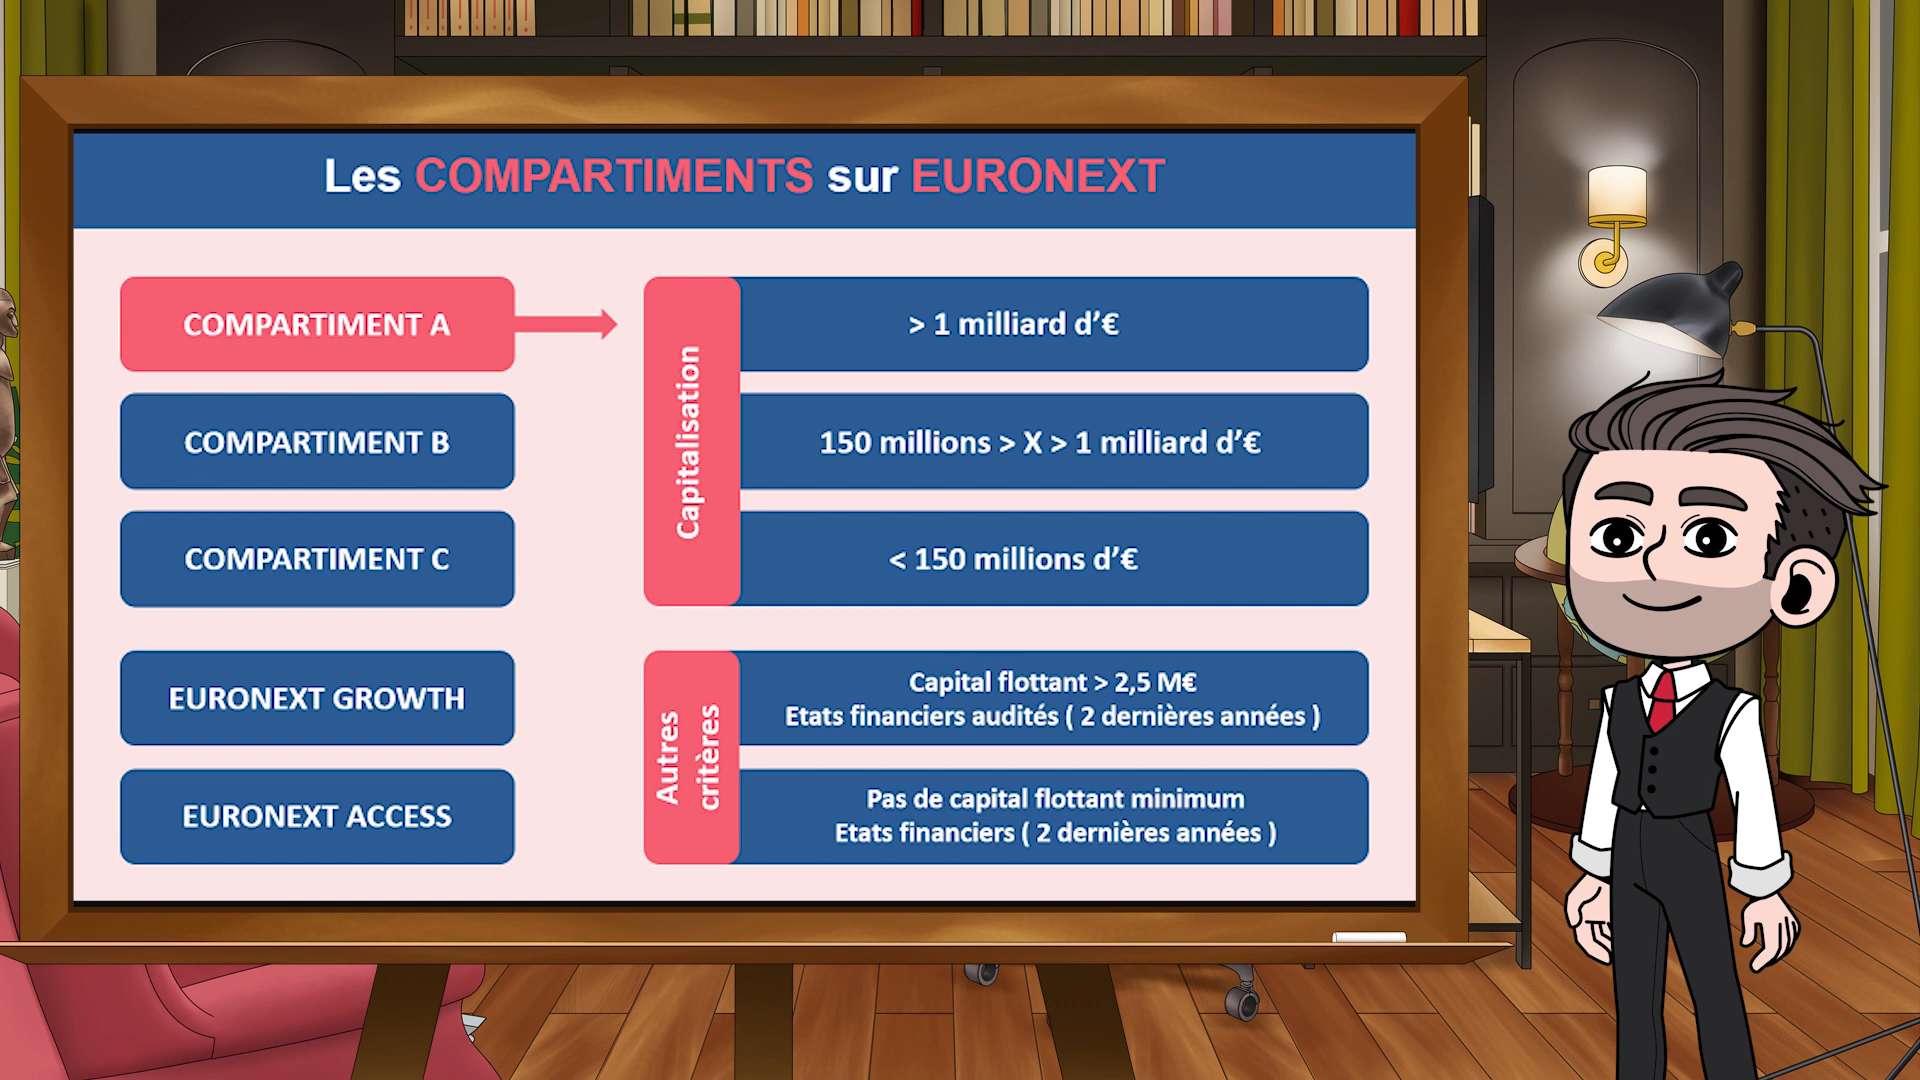 Les COMPARTIMENTS sur EURONEXT
COMPARTIMENT A
> 1 milliard d’€
COMPARTIMENT B
150 millions > X > 1 milliard d’€
COMPARTIMENT C
< 150 millions d’€
Capitalisation
EURONEXT GROWTH
Capital flottant > 2,5 M€
Etats financiers audités ( 2 dernières années )
EURONEXT ACCESS
Pas de capital flottant minimum
Etats financiers ( 2 dernières années )
Autres
critères